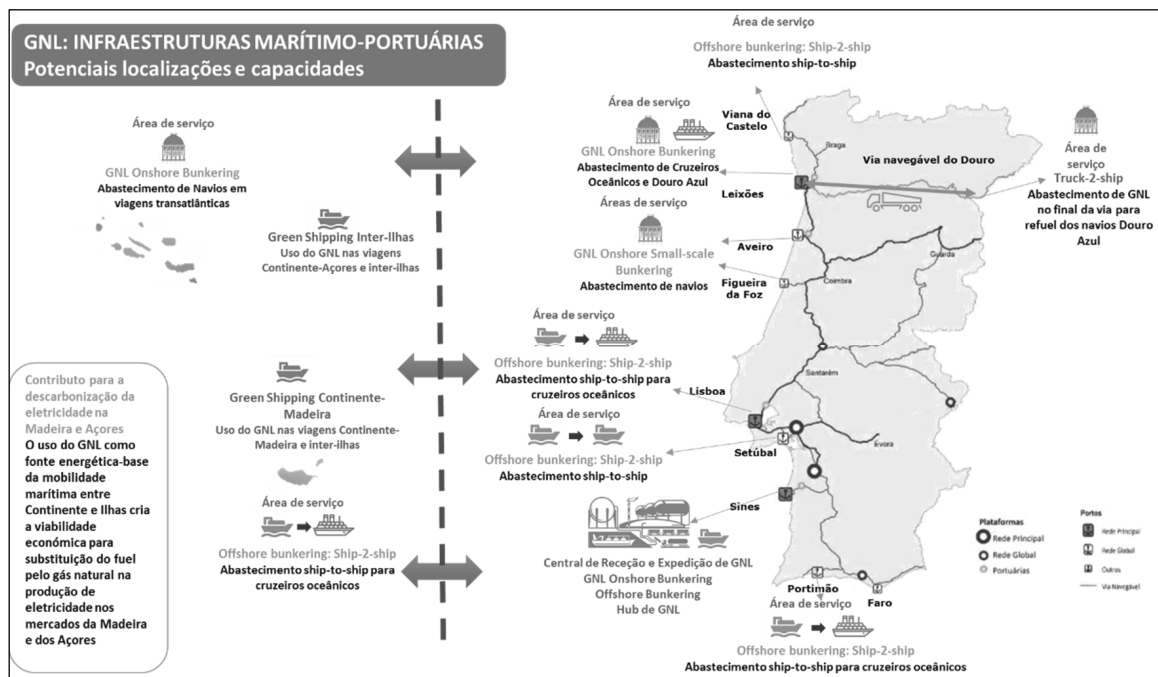 GNL: INFRAESTRUTURAS MARÍTIMO-PORTUÁRIAS
Potenciais localizações e capacidades
Área de serviço
GNL Onshore Bunkering
Abastecimento de Navios em
viagens transatlânticas
Green Shipping Inter-Ilhas
Uso do GNL nas viagens
Continente-Açores e inter-ilhas
Contributo para a
descarbonização da
eletricidade na
Madeira e Açores
O uso do GNL como
fonte energética-base
da mobilidade
marítima entre
Continente e Ilhas cria
a viabilidade
económica para
substituição do fuel
pelo gás natural na
produção de
eletricidade nos
mercados da Madeira
e dos Açores
Green Shipping Continente-
Madeira
Uso do GNL nas viagens Continente-
Madeira e inter-ilhas
Área de serviço
Offshore bunkering: Ship-2-ship
Abastecimento ship-to-ship para
cruzeiros oceânicos
Área de serviço
Offshore bunkering: Ship-2-ship
Abastecimento ship-to-ship
Viana do
Castelo
Braga
Área de serviço
GNL Onshore Bunkering
Abastecimento de Cruzeiros
Oceânicos e Douro Azul
Leixões
Via navegável do Douro
Área de
serviço
Truck-2-ship
Abastecimento de GNL
no final da via para
refuel dos navios Douro
Azul
Áreas de serviço
GNL Onshore Small-scale
Bunkering
Abastecimento de navios
Aveiro
Figueira
da Foz
Coimbra
Guarda
Área de serviço
Offshore bunkering: Ship-2-ship
Abastecimento ship-to-ship para
cruzeiros oceânicos
Santarém
Lisboa
Área de serviço
Offshore bunkering: Ship-2-ship
Abastecimento ship-to-ship
Setúbal
Évora
Sines
Central de Receção e Expedição de GNL
GNL Onshore Bunkering
Offshore Bunkering
Hub de GNL
Portimão
Faro
Área de serviço
Offshore bunkering: Ship-2-ship
Abastecimento ship-to-ship para cruzeiros oceânicos
Plataformas
Rede Principal
Rede Global
Portuárias
Portos
Rede Principal
Rede Global
Outros
Via Navegável